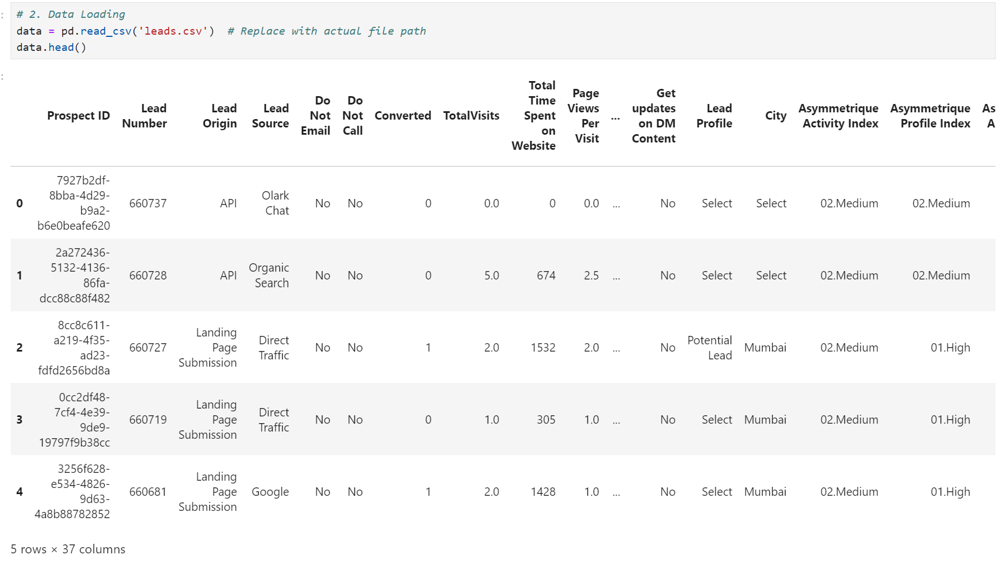 # 2. Data Loading
data = pd.read_csv('leads.csv')  # Replace with actual file path
data.head()
Prospect ID Lead Number Lead Origin Lead Source Do Not Email Do Not Call Converted TotalVisits Total Time Spent on Website Page Views Per Visit ... Get updates on DM Content Lead Profile City Asymmetrique Activity Index Asymmetrique Profile Index
0 7927b2df-8bba-4d29-b9a2-b6e0beafe620 660737 API Olark Chat No No 0 0.0 0 0.0 ... No Select Select 02.Medium 02.Medium
1 2a272436-5132-4136-86fa-dcc88c88f482 660728 API Organic Search No No 0 5.0 674 2.5 ... No Select Select 02.Medium 02.Medium
2 8cc8c611-a219-4f35-ad23-fdfd2656bd8a 660727 Landing Page Submission Direct Traffic No No 1 2.0 1532 2.0 ... No Potential Lead Mumbai 02.Medium 01.High
3 0cc2df48-7cf4-4e39-9de9-19797f9b38cc 660719 Landing Page Submission Direct Traffic No No 0 1.0 305 1.0 ... No Select Mumbai 02.Medium 01.High
4 3256f628-e534-4826-9d63-4a8b88782852 660681 Landing Page Submission Google No No 1 2.0 1428 1.0 ... No Select Mumbai 02.Medium 01.High
5 rows × 37 columns